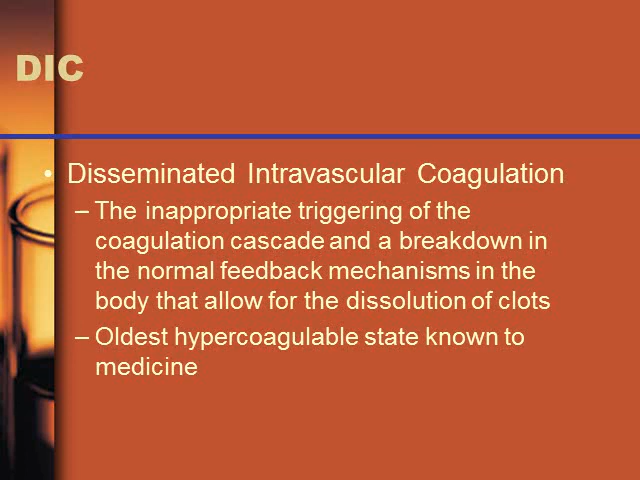 DIC
• Disseminated Intravascular Coagulation
– The inappropriate triggering of the
coagulation cascade and a breakdown in
the normal feedback mechanisms in the
body that allow for the dissolution of clots
– Oldest hypercoagulable state known to
medicine